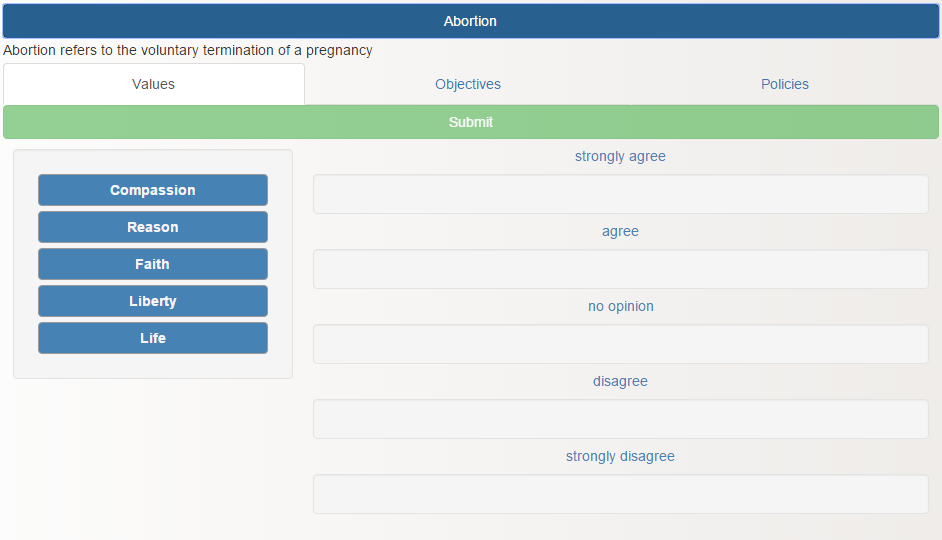 Abortion
Abortion refers to the voluntary termination of a pregnancy
Values Objectives Policies
Submit
Compassion
Reason
Faith
Liberty
Life
strongly agree
agree
no opinion
disagree
strongly disagree